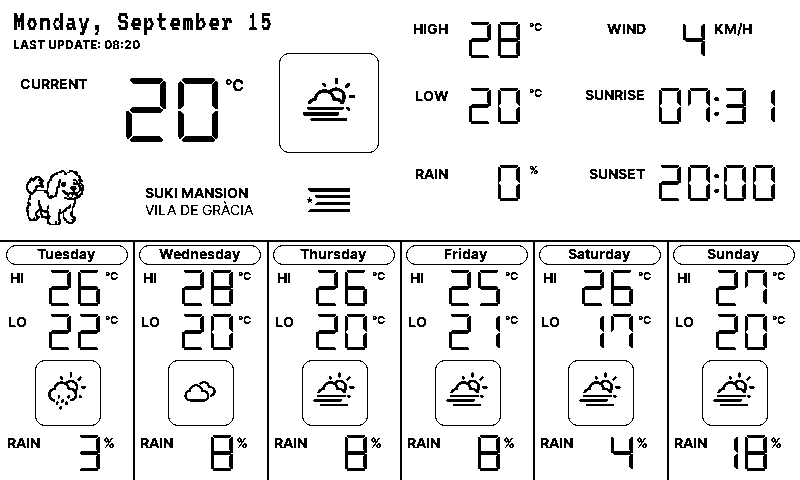 Monday, September 15
LAST UPDATE: 08:20
CURRENT 20 °C
SUKI MANSION
VILA DE GRÀCIA
HIGH 28 °C
LOW 20 °C
RAIN 0 %
WIND 4 KM/H
SUNRISE 07:31
SUNSET 20:00
Tuesday
HI 26 °C
LO 22 °C
RAIN 3 %
Wednesday
HI 28 °C
LO 20 °C
RAIN 8 %
Thursday
HI 26 °C
LO 20 °C
RAIN 8 %
Friday
HI 25 °C
LO 21 °C
RAIN 8 %
Saturday
HI 26 °C
LO 17 °C
RAIN 4 %
Sunday
HI 27 °C
LO 20 °C
RAIN 18 %